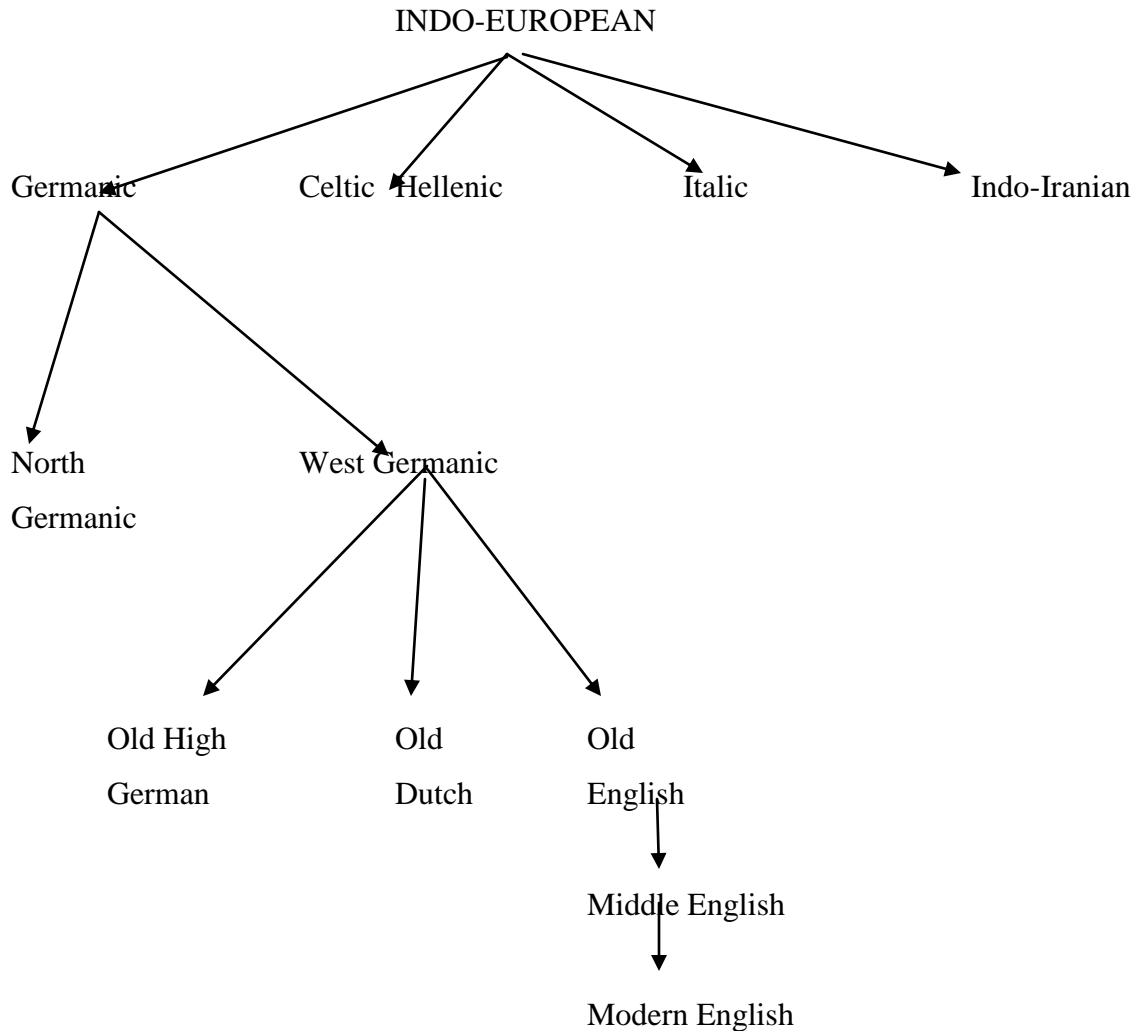 INDO-EUROPEAN
Germanic Celtic Hellenic Italic Indo-Iranian
North West Germanic
Germanic
Old High Old Old
German Dutch English
Middle English
Modern English